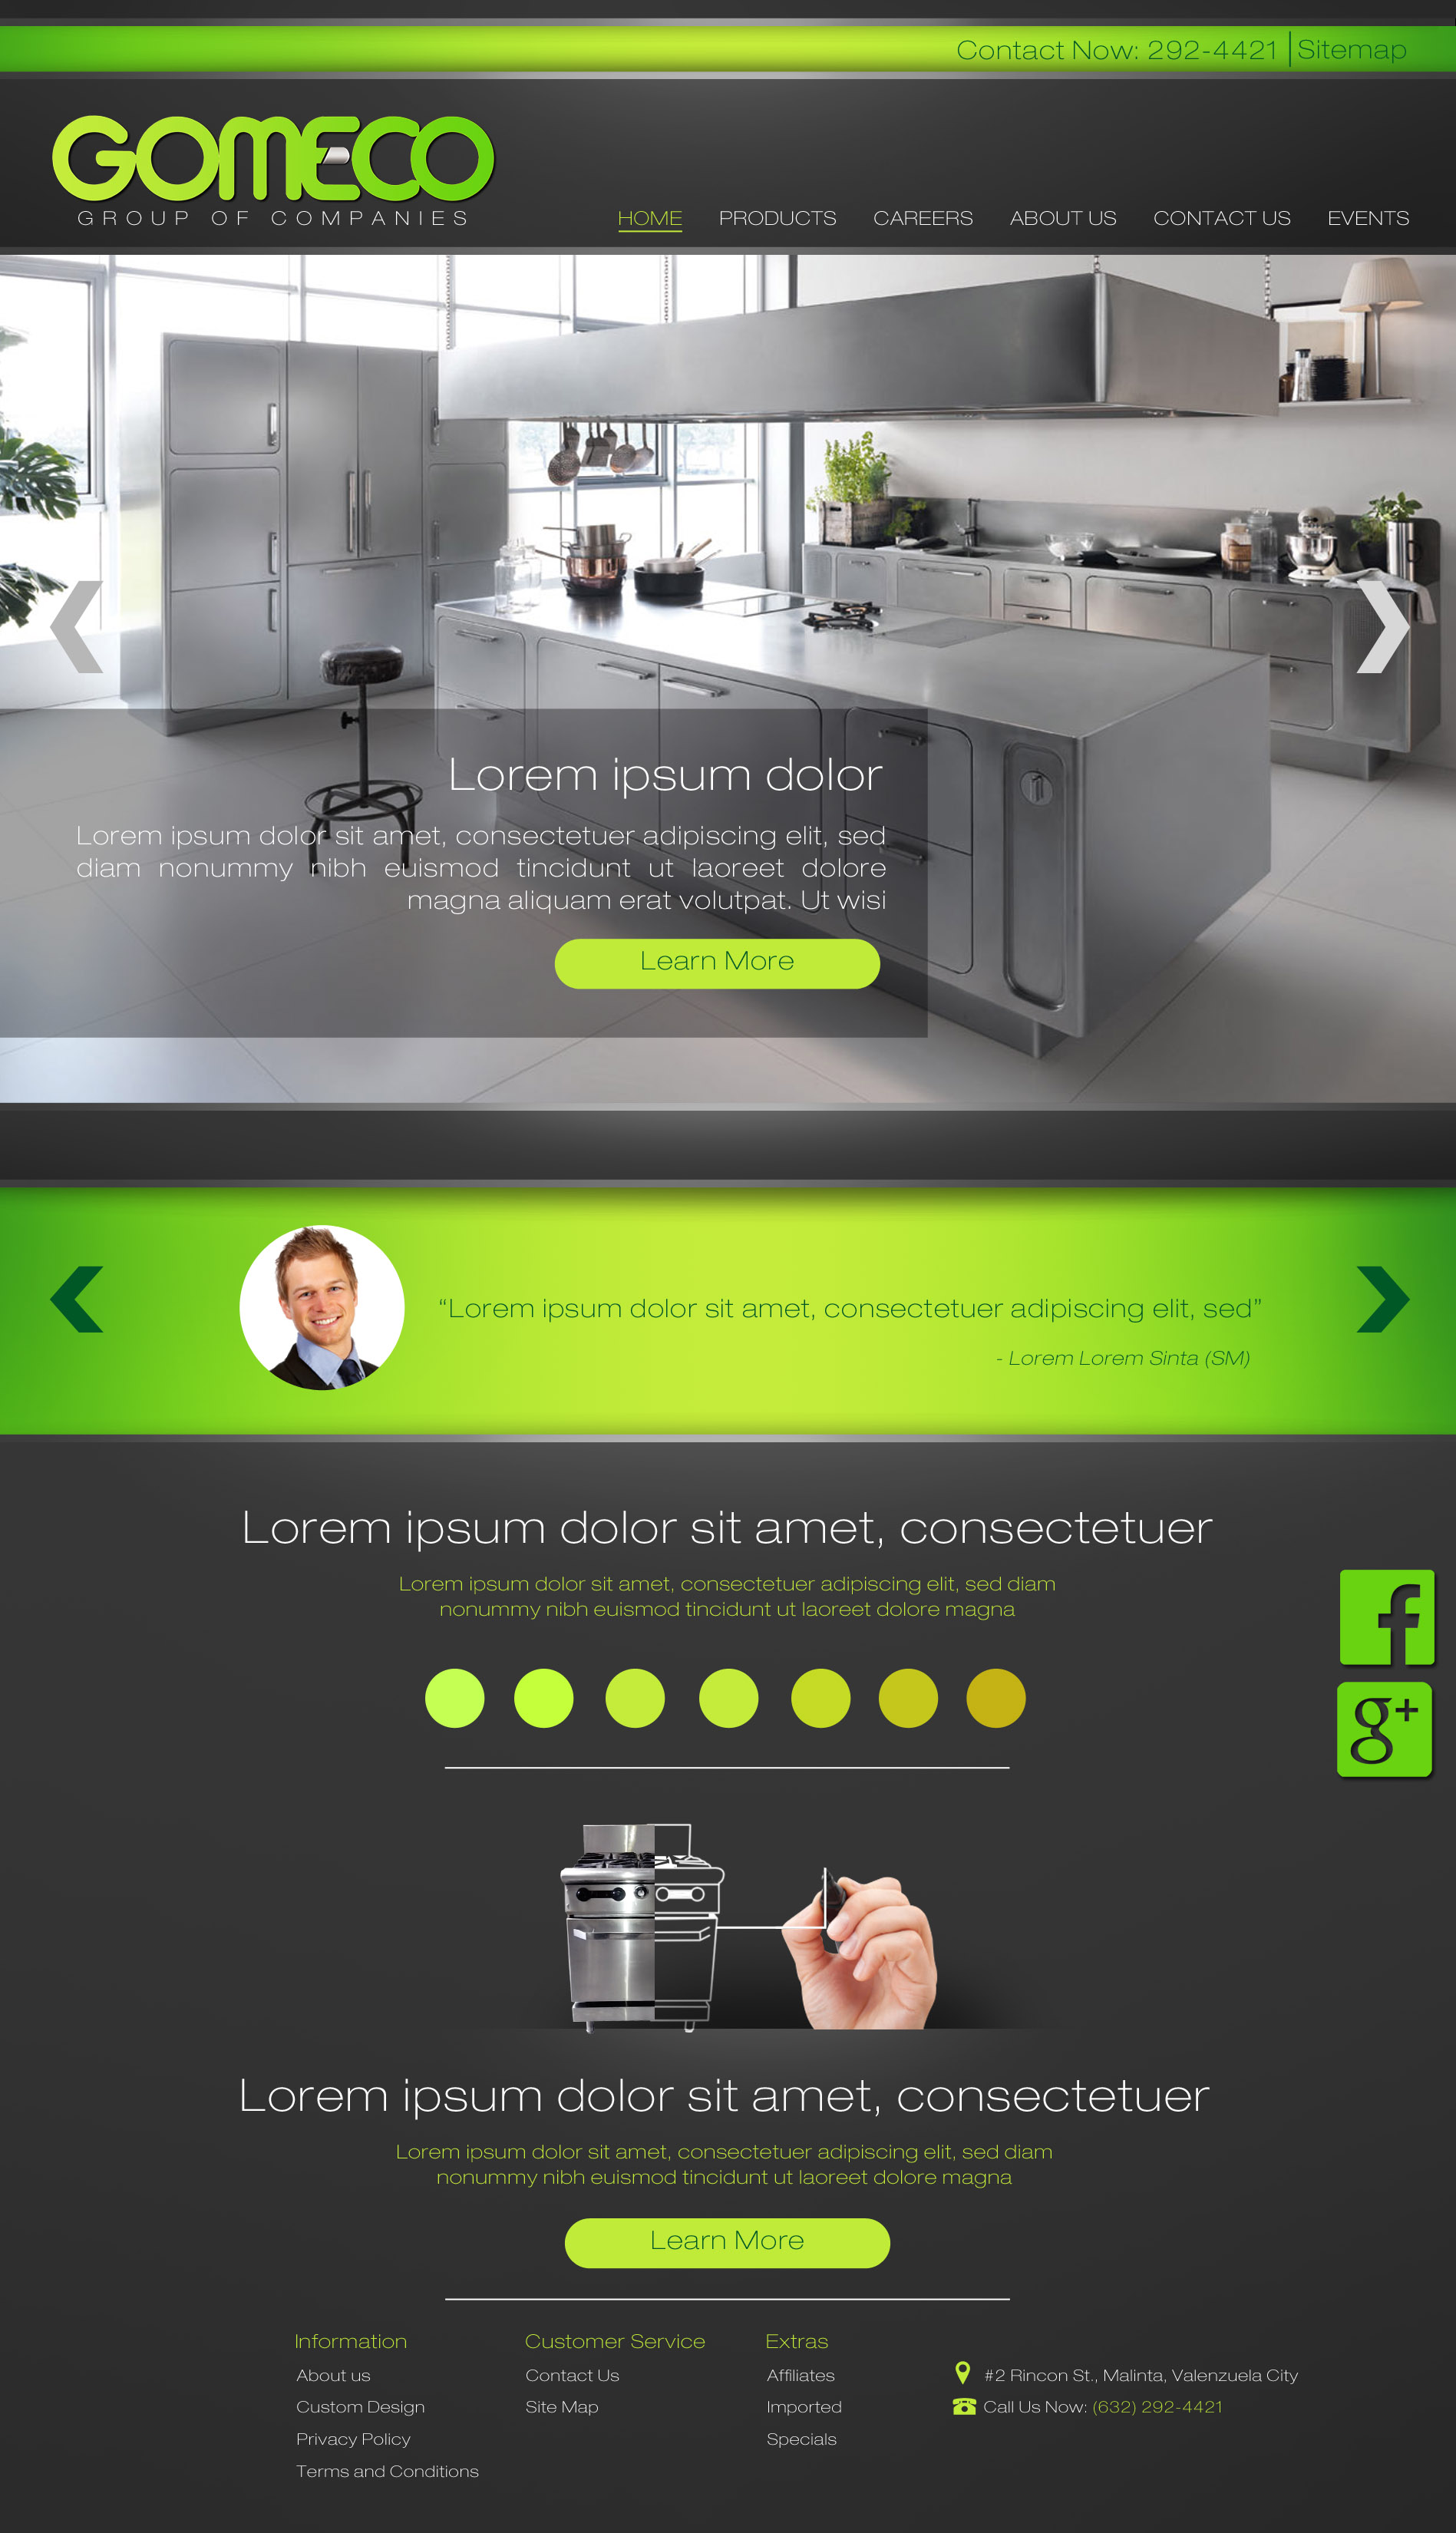 Contact Now: 292-4421 | Sitemap
GOMECO
GROUP OF COMPANIES
HOME PRODUCTS CAREERS ABOUT US CONTACT US EVENTS
Lorem ipsum dolor
Lorem ipsum dolor sit amet, consectetuer adipiscing elit, sed
diam nonummy nibh euismod tincidunt ut laoreet dolore
magna aliquam erat volutpat. Ut wisi
Learn More
“Lorem ipsum dolor sit amet, consectetuer adipiscing elit, sed”
- Lorem Lorem Sinta (SM)
Lorem ipsum dolor sit amet, consectetuer
Lorem ipsum dolor sit amet, consectetuer adipiscing elit, sed diam
nonummy nibh euismod tincidunt ut laoreet dolore magna
f
g+
Lorem ipsum dolor sit amet, consectetuer
Lorem ipsum dolor sit amet, consectetuer adipiscing elit, sed diam
nonummy nibh euismod tincidunt ut laoreet dolore magna
Learn More
Information
About us
Custom Design
Privacy Policy
Terms and Conditions
Customer Service
Contact Us
Site Map
Extras
Affiliates
Imported
Specials
#2 Rincon St., Malinta, Valenzuela City
Call Us Now: (632) 292-4421